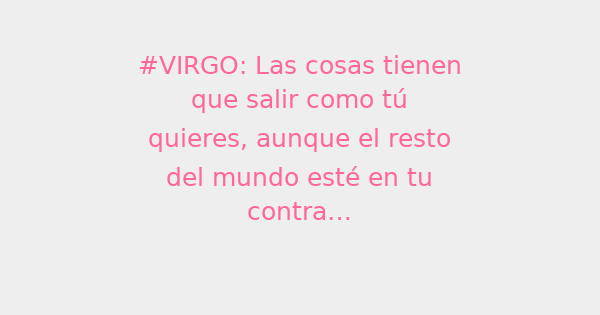 #VIRGO: Las cosas tienen
que salir como tú
quieres, aunque el resto
del mundo esté en tu
contra...